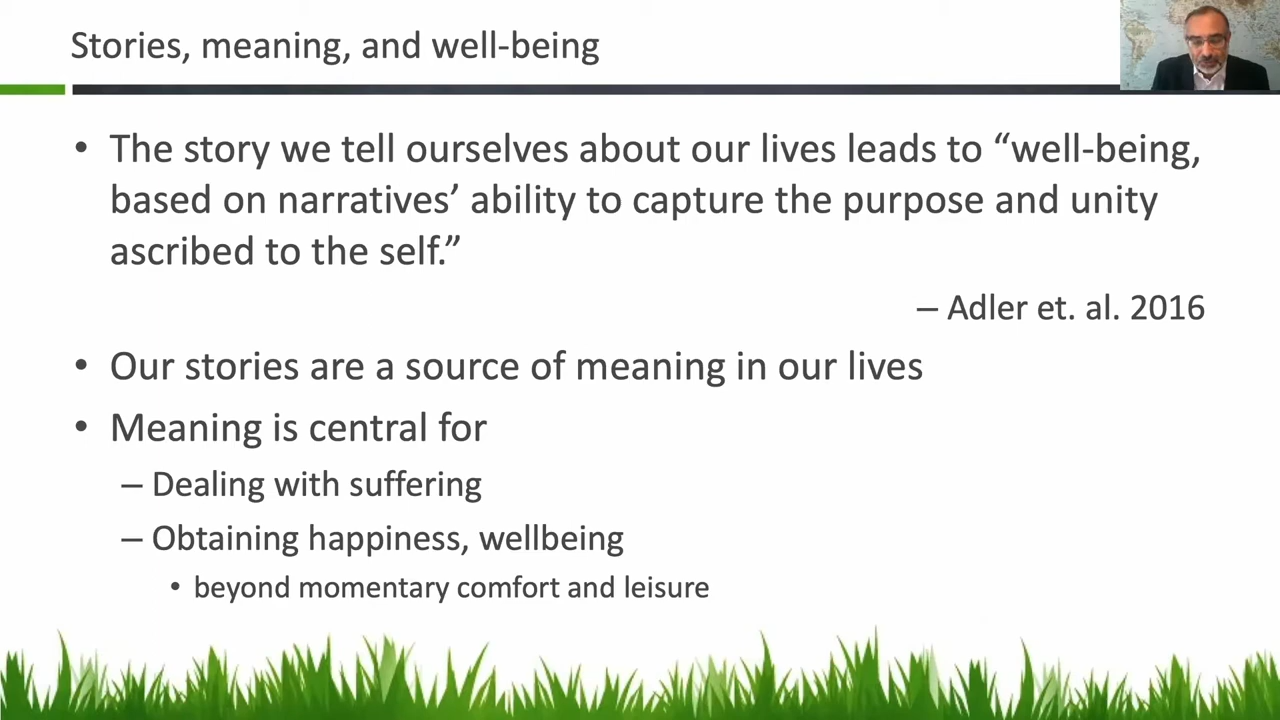 Stories, meaning, and well-being
• The story we tell ourselves about our lives leads to “well-being,
based on narratives’ ability to capture the purpose and unity
ascribed to the self.”
– Adler et. al. 2016
• Our stories are a source of meaning in our lives
• Meaning is central for
– Dealing with suffering
– Obtaining happiness, wellbeing
• beyond momentary comfort and leisure